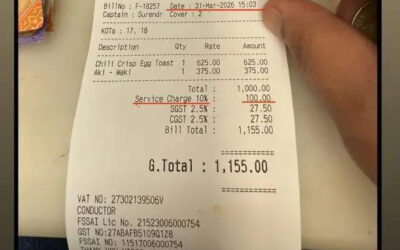 BillNo : F-18257 Date : 31-Mar-2026 15:03
Captain : Surendr Cover : 2
KOTs : 17, 18
Description Qty Rate Amount
Chili Crisp Egg Toast 1 625.00 625.00
Aki - Waki 1 375.00 375.00
Total : 1,000.00
Service Charge 10% : 100.00
SGST 2.5% : 27.50
CGST 2.5% : 27.50
Bill Total : 1,155.00
G.Total : 1,155.00
VAT NO: 27302139506V
CONDUCTOR
FSSAI Lic No. 21523006000754
GST NO:27ABAFB5109Q1ZB
FSSAI NO: 11517006000754